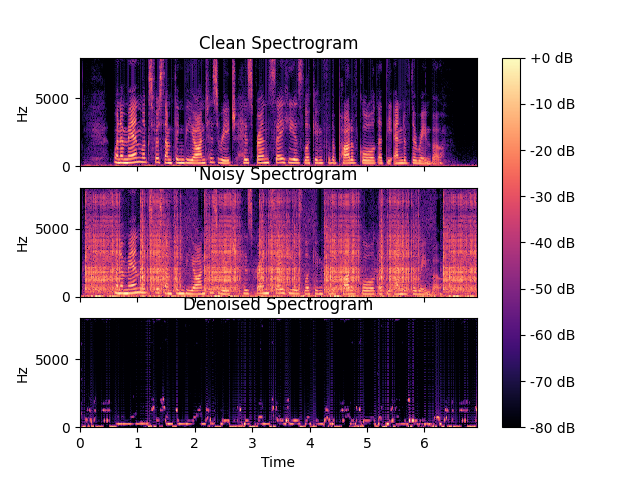 Clean Spectrogram
Hz
5000
0
Noisy Spectrogram
Hz
5000
0
Denoised Spectrogram
Hz
5000
0
0 1 2 3 4 5 6
Time
+0 dB
-10 dB
-20 dB
-30 dB
-40 dB
-50 dB
-60 dB
-70 dB
-80 dB